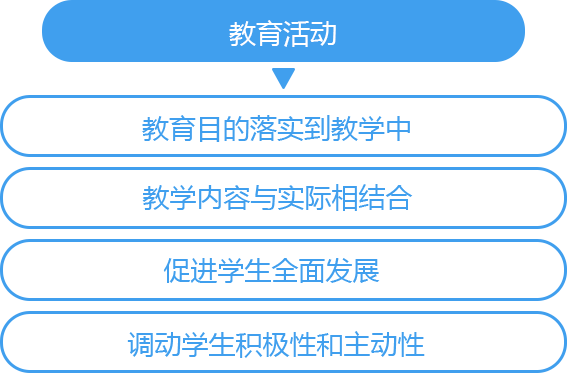 教育活动
教育目的落实到教学中
教学内容与实际相结合
促进学生全面发展
调动学生积极性和主动性